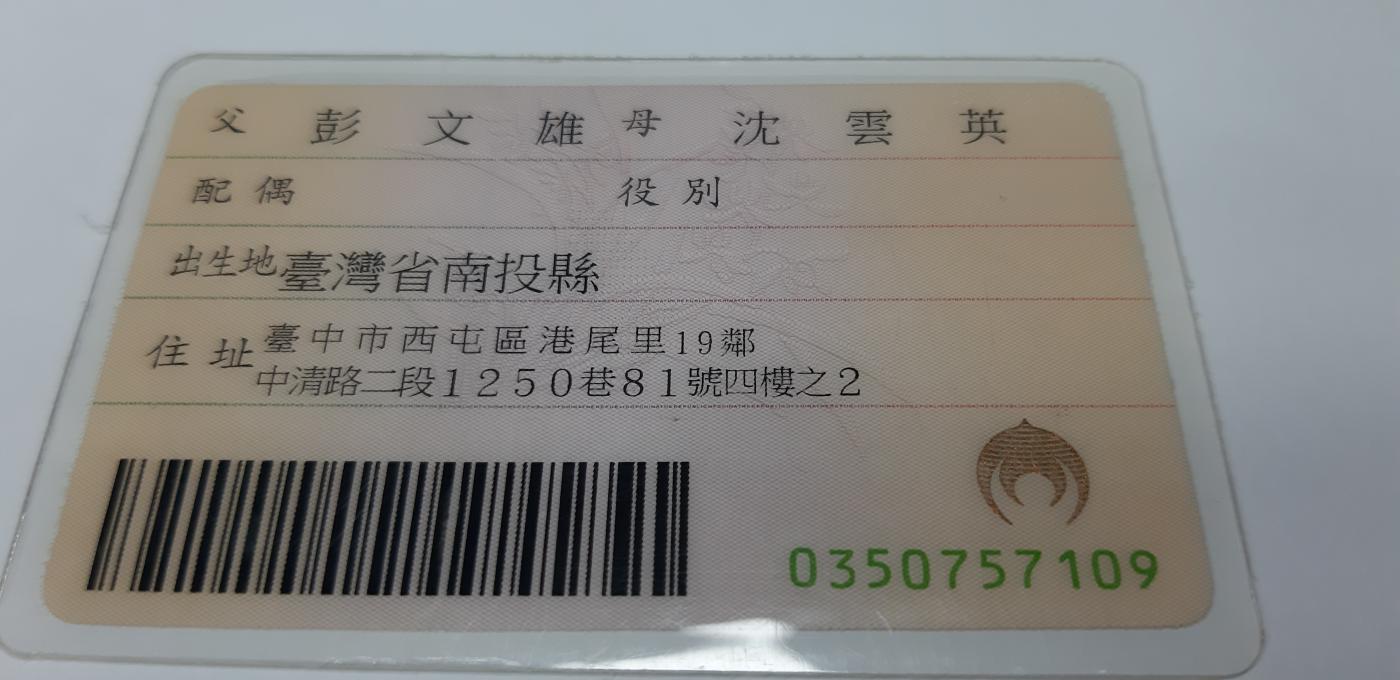 父 彭文雄 母 沈雲英
配偶 役別
出生地 臺灣省南投縣
住址 臺中市西屯區港尾里19鄰
中清路二段1250巷81號四樓之2
0350757109